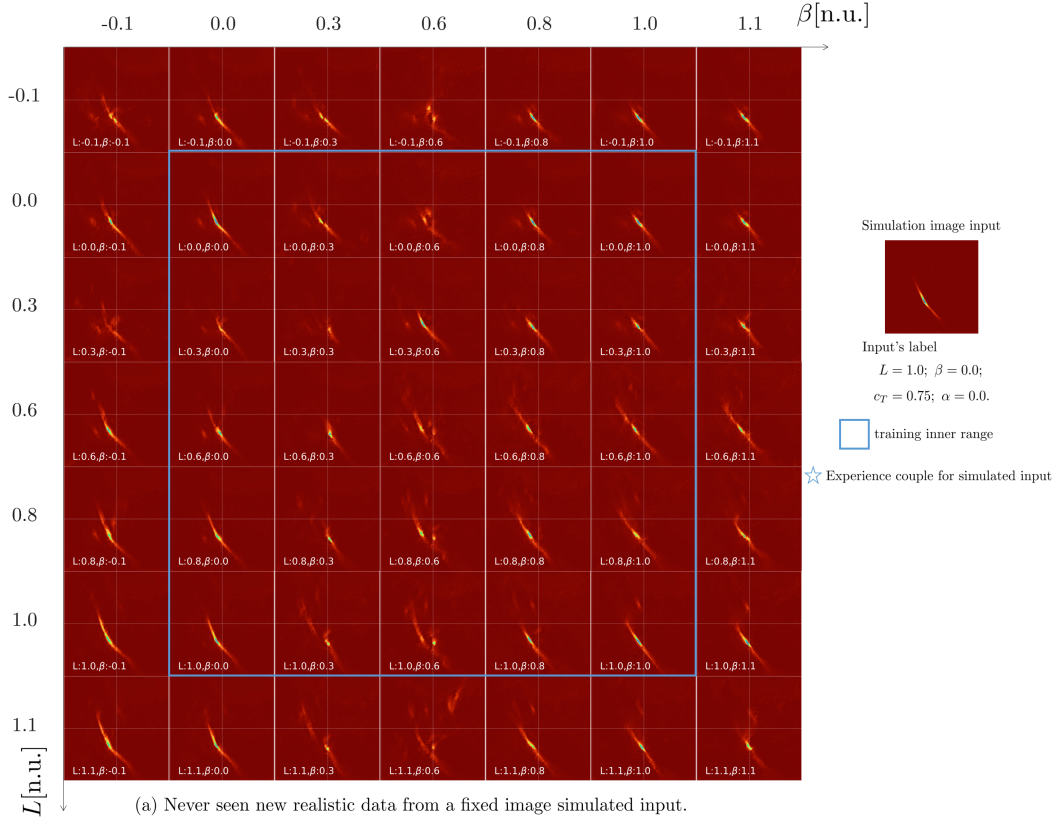 β[n.u.]
-0.1 0.0 0.3 0.6 0.8 1.0 1.1
-0.1
L:-0.1,β:-0.1 L:-0.1,β:0.0 L:-0.1,β:0.3 L:-0.1,β:0.6 L:-0.1,β:0.8 L:-0.1,β:1.0 L:-0.1,β:1.1
0.0
L:0.0,β:-0.1 L:0.0,β:0.0 L:0.0,β:0.3 L:0.0,β:0.6 L:0.0,β:0.8 L:0.0,β:1.0 L:0.0,β:1.1
0.3
L:0.3,β:-0.1 L:0.3,β:0.0 L:0.3,β:0.3 L:0.3,β:0.6 L:0.3,β:0.8 L:0.3,β:1.0 L:0.3,β:1.1
0.6
L:0.6,β:-0.1 L:0.6,β:0.0 L:0.6,β:0.3 L:0.6,β:0.6 L:0.6,β:0.8 L:0.6,β:1.0 L:0.6,β:1.1
0.8
L:0.8,β:-0.1 L:0.8,β:0.0 L:0.8,β:0.3 L:0.8,β:0.6 L:0.8,β:0.8 L:0.8,β:1.0 L:0.8,β:1.1
1.0
L:1.0,β:-0.1 L:1.0,β:0.0 L:1.0,β:0.3 L:1.0,β:0.6 L:1.0,β:0.8 L:1.0,β:1.0 L:1.0,β:1.1
1.1
L:1.1,β:-0.1 L:1.1,β:0.0 L:1.1,β:0.3 L:1.1,β:0.6 L:1.1,β:0.8 L:1.1,β:1.0 L:1.1,β:1.1
L[n.u.]
Simulation image input
Input's label
L = 1.0; β = 0.0;
c_T = 0.75; α = 0.0.
training inner range
Experience couple for simulated input
(a) Never seen new realistic data from a fixed image simulated input.